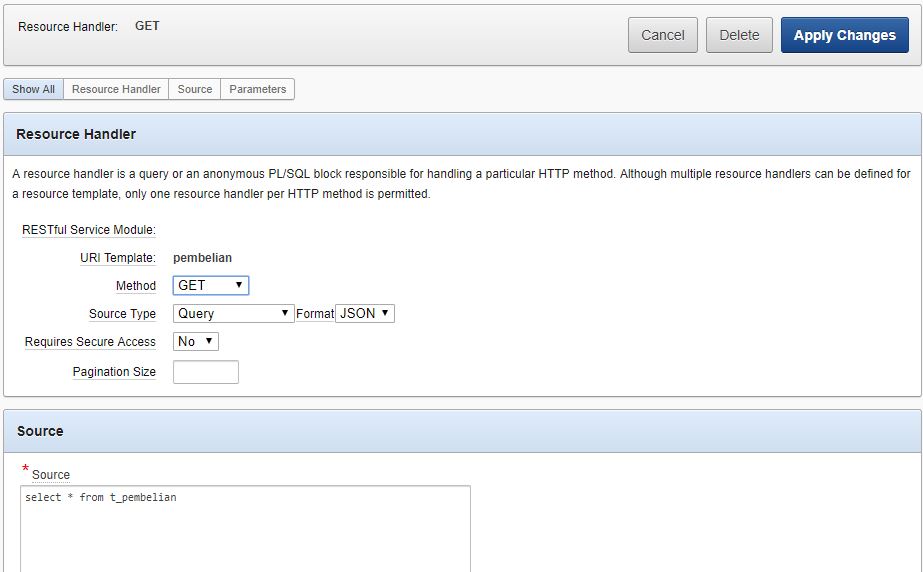 Resource Handler: GET
Cancel Delete Apply Changes
Show All Resource Handler Source Parameters
Resource Handler
A resource handler is a query or an anonymous PL/SQL block responsible for handling a particular HTTP method. Although multiple resource handlers can be defined for
a resource template, only one resource handler per HTTP method is permitted.
RESTful Service Module:
URI Template: pembelian
Method GET
Source Type Query Format JSON
Requires Secure Access No
Pagination Size
Source
* Source
select * from t_pembelian